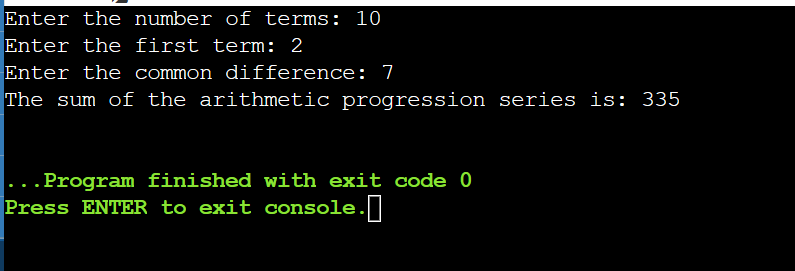 Enter the number of terms: 10
Enter the first term: 2
Enter the common difference: 7
The sum of the arithmetic progression series is: 335
...Program finished with exit code 0
Press ENTER to exit console.